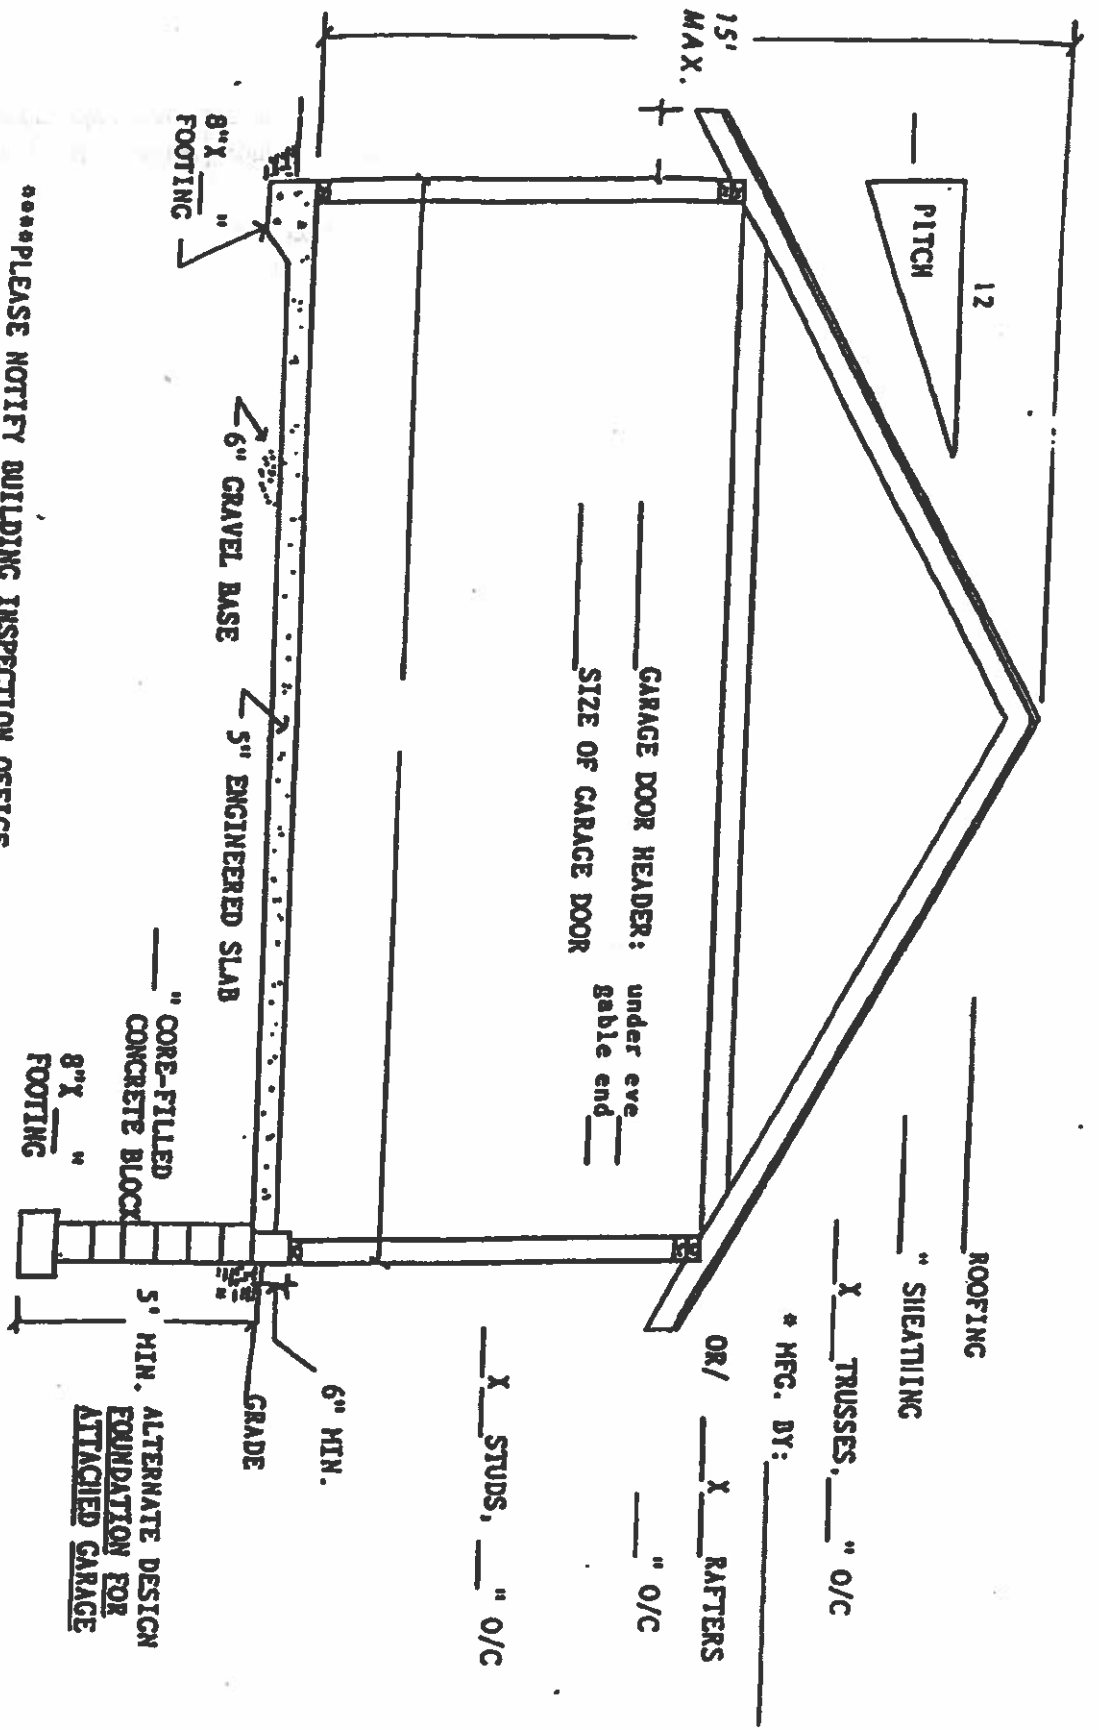 15'
MAX.
12
PITCH
ROOFING
" SHEATHING
X TRUSSES, " O/C
* MFG. BY:
OR/ X RAFTERS
" O/C
GARAGE DOOR HEADER: under eve
gable end
SIZE OF GARAGE DOOR
X STUDS, " O/C
8"X "
FOOTING
6" GRAVEL BASE
5" ENGINEERED SLAB
6" MIN.
GRADE
" CORE-FILLED
CONCRETE BLOCK
8"X "
FOOTING
5' MIN.
ALTERNATE DESIGN
FOUNDATION FOR
ATTACHED GARAGE
****PLEASE NOTIFY BUILDING INSPECTION OFFICE